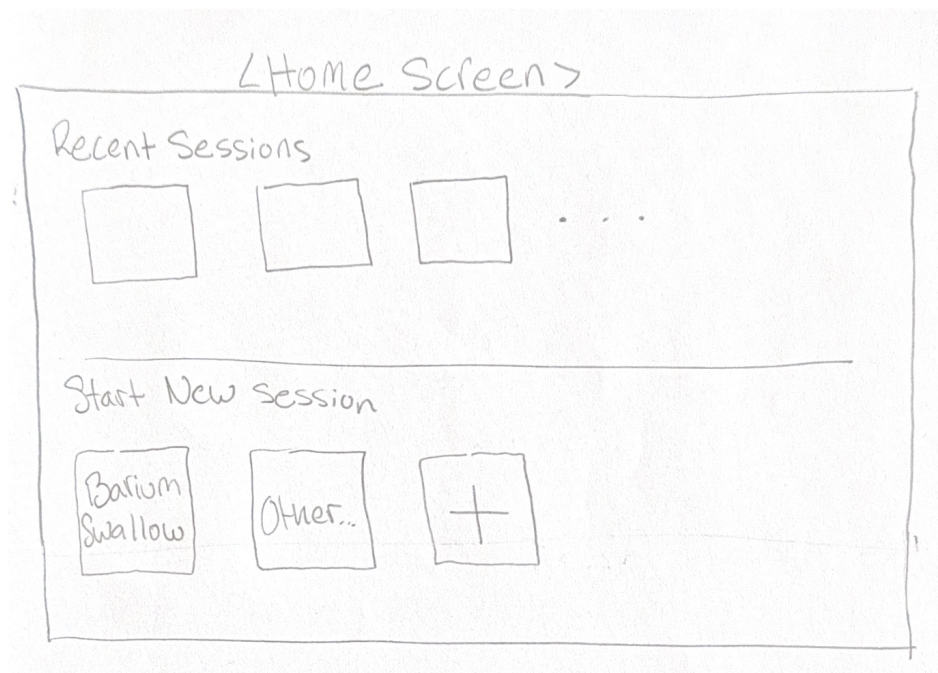 <Home Screen>
Recent Sessions
. . .
Start New Session
Barium
Swallow
Other...
+